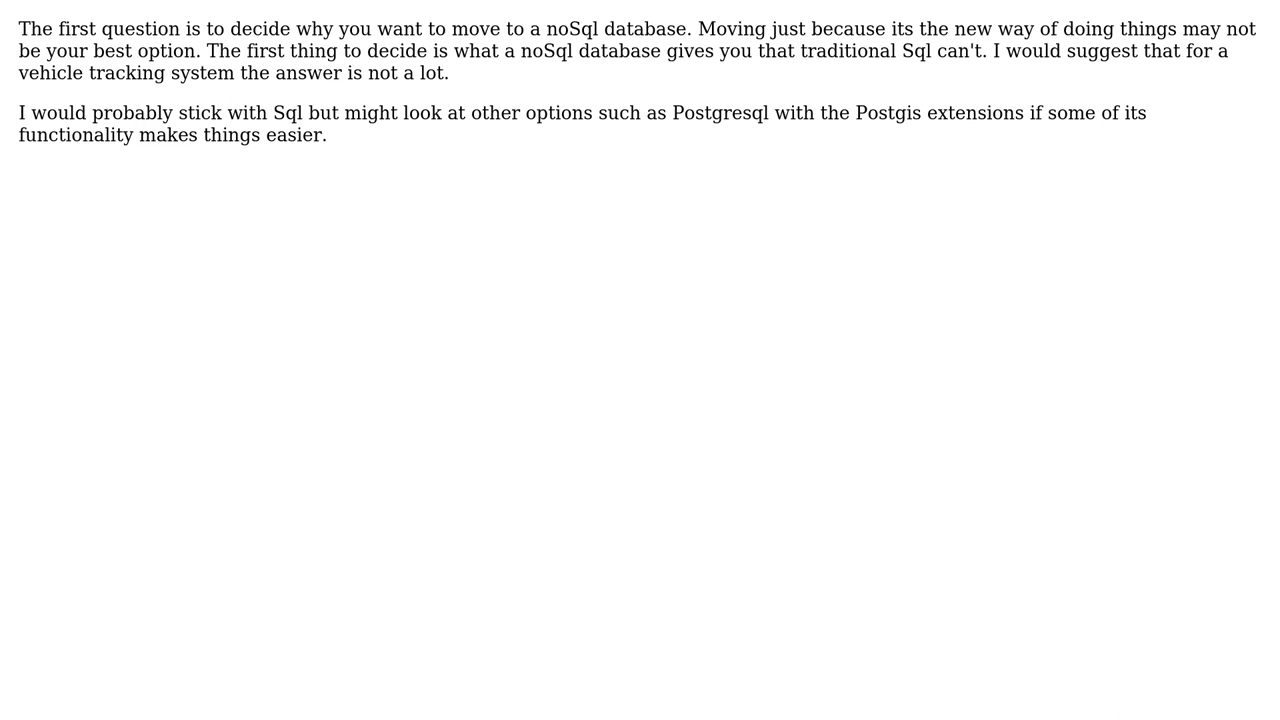 The first question is to decide why you want to move to a noSql database. Moving just because its the new way of doing things may not
be your best option. The first thing to decide is what a noSql database gives you that traditional Sql can't. I would suggest that for a
vehicle tracking system the answer is not a lot.
I would probably stick with Sql but might look at other options such as Postgresql with the Postgis extensions if some of its
functionality makes things easier.